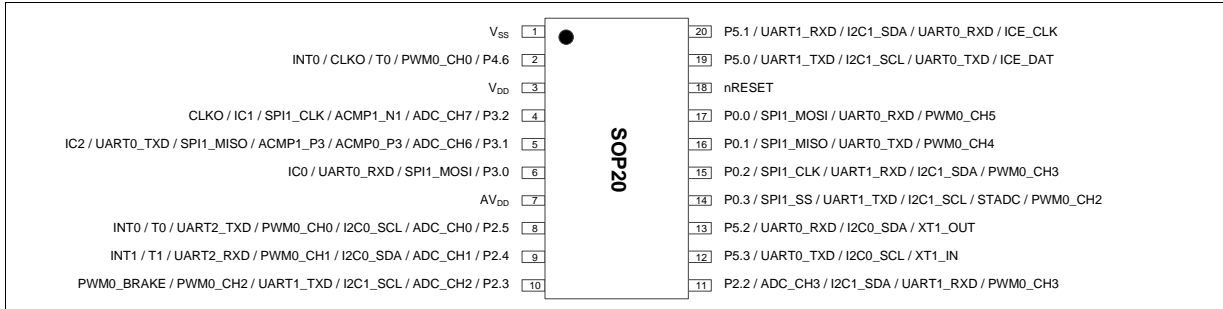 VSS 1
INT0 / CLKO / T0 / PWM0_CH0 / P4.6 2
VDD 3
CLKO / IC1 / SPI1_CLK / ACMP1_N1 / ADC_CH7 / P3.2 4
IC2 / UART0_TXD / SPI1_MISO / ACMP1_P3 / ACMP0_P3 / ADC_CH6 / P3.1 5
IC0 / UART0_RXD / SPI1_MOSI / P3.0 6
AVDD 7
INT0 / T0 / UART2_TXD / PWM0_CH0 / I2C0_SCL / ADC_CH0 / P2.5 8
INT1 / T1 / UART2_RXD / PWM0_CH1 / I2C0_SDA / ADC_CH1 / P2.4 9
PWM0_BRAKE / PWM0_CH2 / UART1_TXD / I2C1_SCL / ADC_CH2 / P2.3 10
SOP20
20 P5.1 / UART1_RXD / I2C1_SDA / UART0_RXD / ICE_CLK
19 P5.0 / UART1_TXD / I2C1_SCL / UART0_TXD / ICE_DAT
18 nRESET
17 P0.0 / SPI1_MOSI / UART0_RXD / PWM0_CH5
16 P0.1 / SPI1_MISO / UART0_TXD / PWM0_CH4
15 P0.2 / SPI1_CLK / UART1_RXD / I2C1_SDA / PWM0_CH3
14 P0.3 / SPI1_SS / UART1_TXD / I2C1_SCL / STADC / PWM0_CH2
13 P5.2 / UART0_RXD / I2C0_SDA / XT1_OUT
12 P5.3 / UART0_TXD / I2C0_SCL / XT1_IN
11 P2.2 / ADC_CH3 / I2C1_SDA / UART1_RXD / PWM0_CH3